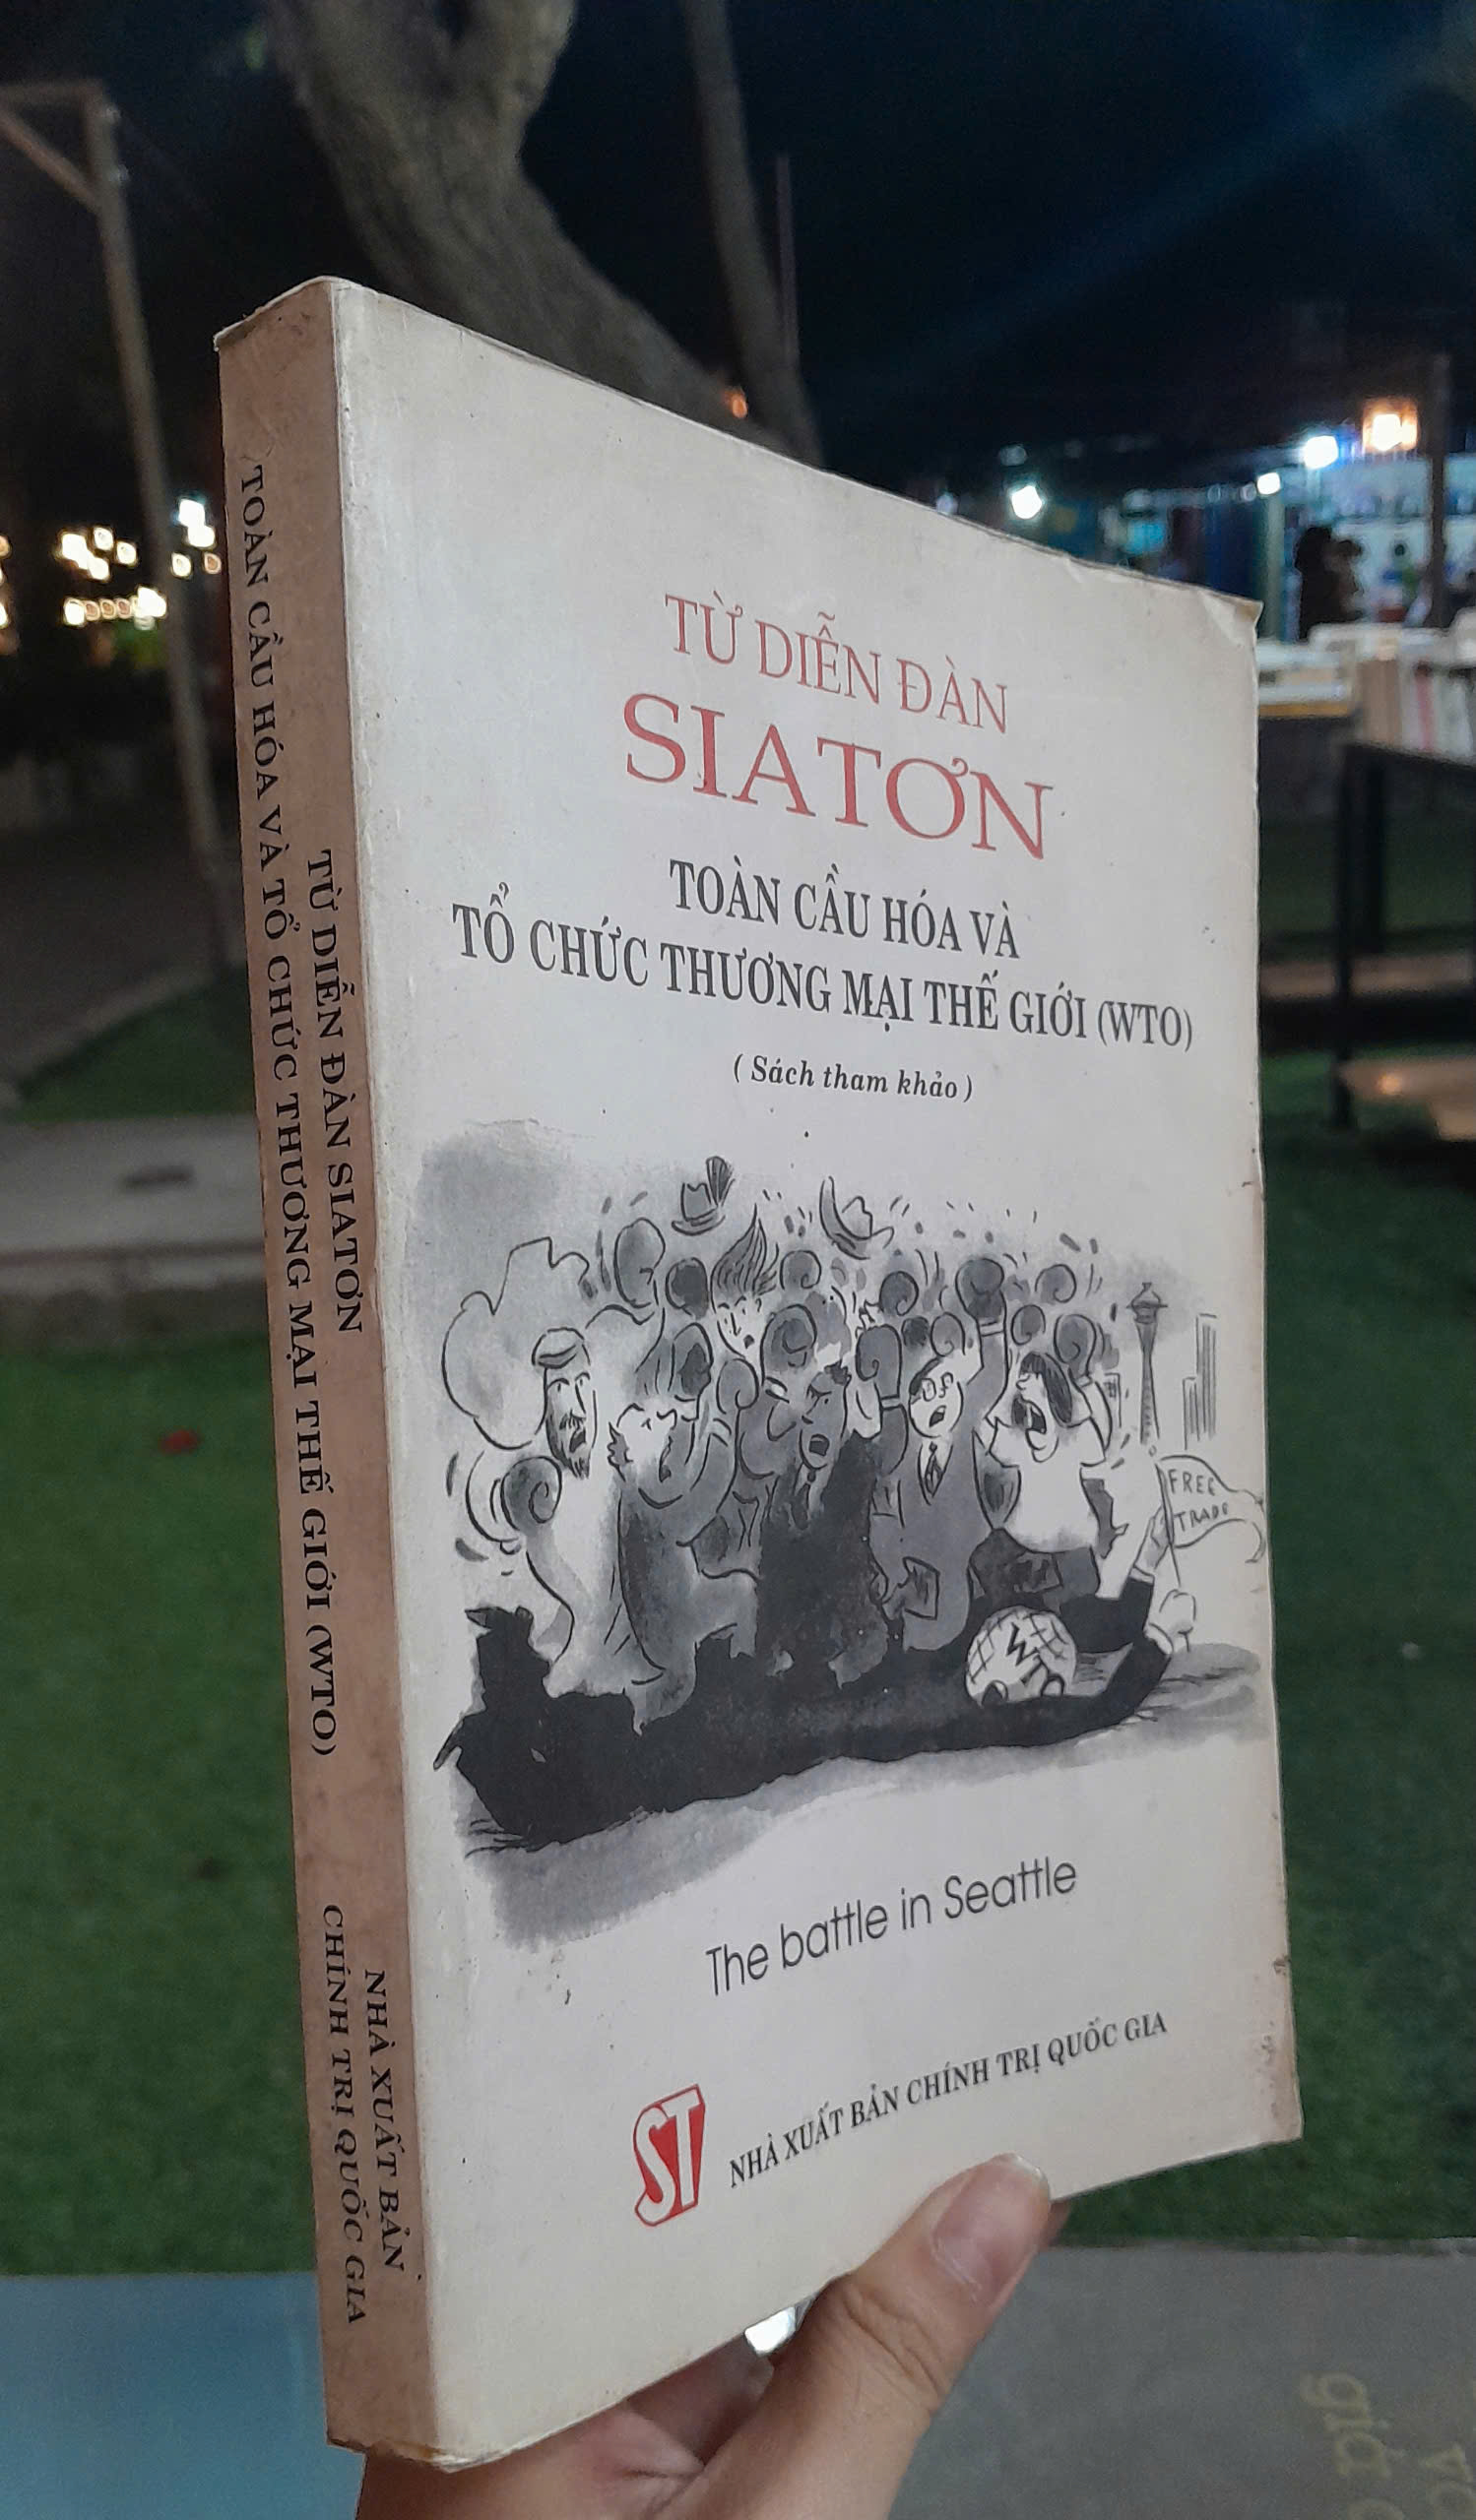 TỪ DIỄN ĐÀN
SIATƠN
TOÀN CẦU HÓA VÀ
TỔ CHỨC THƯƠNG MẠI THẾ GIỚI (WTO)
( Sách tham khảo )
FREE
TRADE
WTO
The battle in Seattle
ST
NHÀ XUẤT BẢN CHÍNH TRỊ QUỐC GIA
TỪ DIỄN ĐÀN SIATƠN
TOÀN CẦU HÓA VÀ TỔ CHỨC THƯƠNG MẠI THẾ GIỚI (WTO)
NHÀ XUẤT BẢN
CHÍNH TRỊ QUỐC GIA